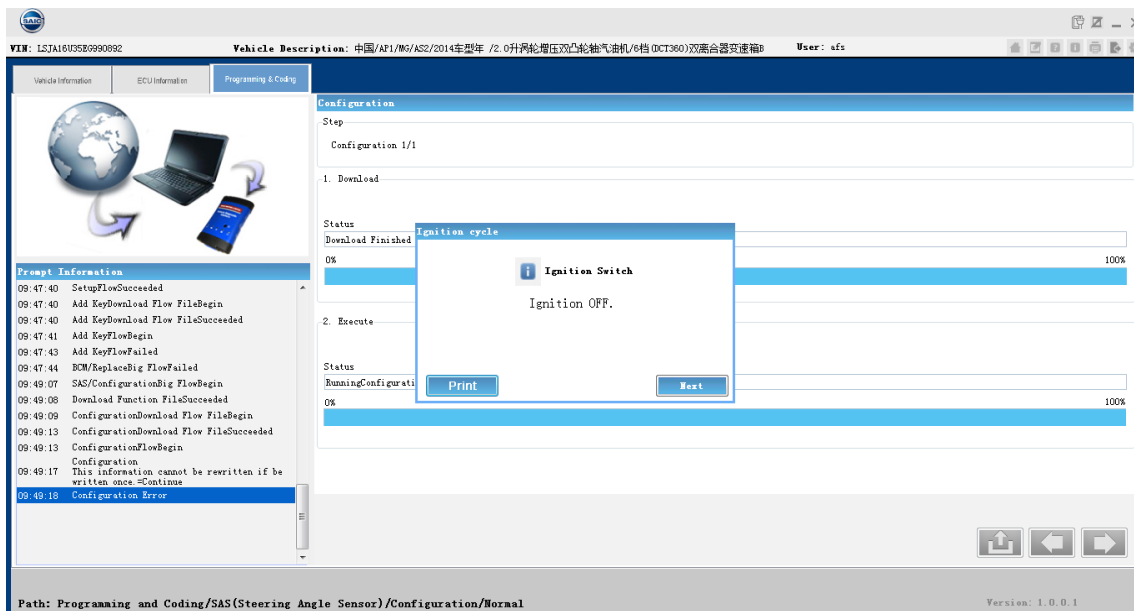 SAIC
VIN: LSJA16U35EG990892 Vehicle Description: 中国/AP1/MG/AS2/2014车型年 /2.0升涡轮增压双凸轮轴汽油机/6档(DCT360)双离合器变速箱B User: afs
Vehicle Information ECU Information Programming & Coding
Configuration
Step
Configuration 1/1
1. Download
Status
Download Finished
0% 100%
Ignition cycle
Ignition Switch
Ignition OFF.
Print Next
2. Execute
Status
RunningConfigurati
0% 100%
Prompt Information
09:47:40 SetupFlowSucceeded
09:47:40 Add KeyDownload Flow FileBegin
09:47:40 Add KeyDownload Flow FileSucceeded
09:47:41 Add KeyFlowBegin
09:47:43 Add KeyFlowFailed
09:47:44 BCM/ReplaceBig FlowFailed
09:49:07 SAS/ConfigurationBig FlowBegin
09:49:08 Download Function FileSucceeded
09:49:09 ConfigurationDownload Flow FileBegin
09:49:13 ConfigurationDownload Flow FileSucceeded
09:49:13 ConfigurationFlowBegin
Configuration
09:49:17 This information cannot be rewritten if be
written once.=Continue
09:49:18 Configuration Error
Path: Programming and Coding/SAS(Steering Angle Sensor)/Configuration/Normal Version: 1.0.0.1